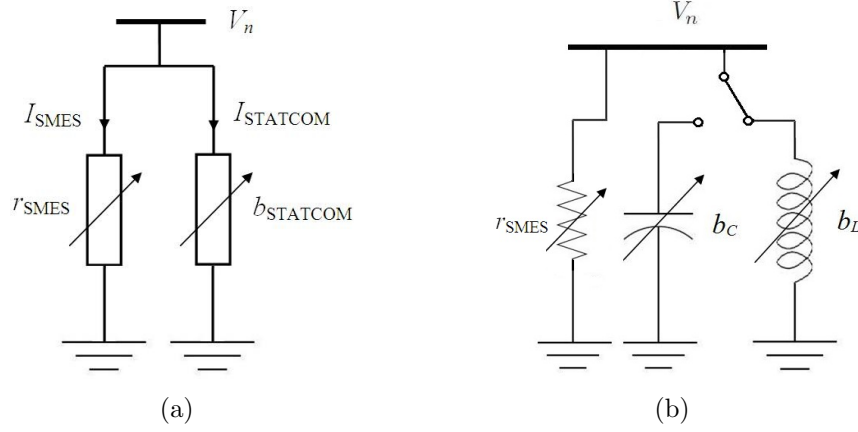 V_n
I_SMES
I_STATCOM
r_SMES
b_STATCOM
(a)
V_n
r_SMES
b_C
b_L
(b)